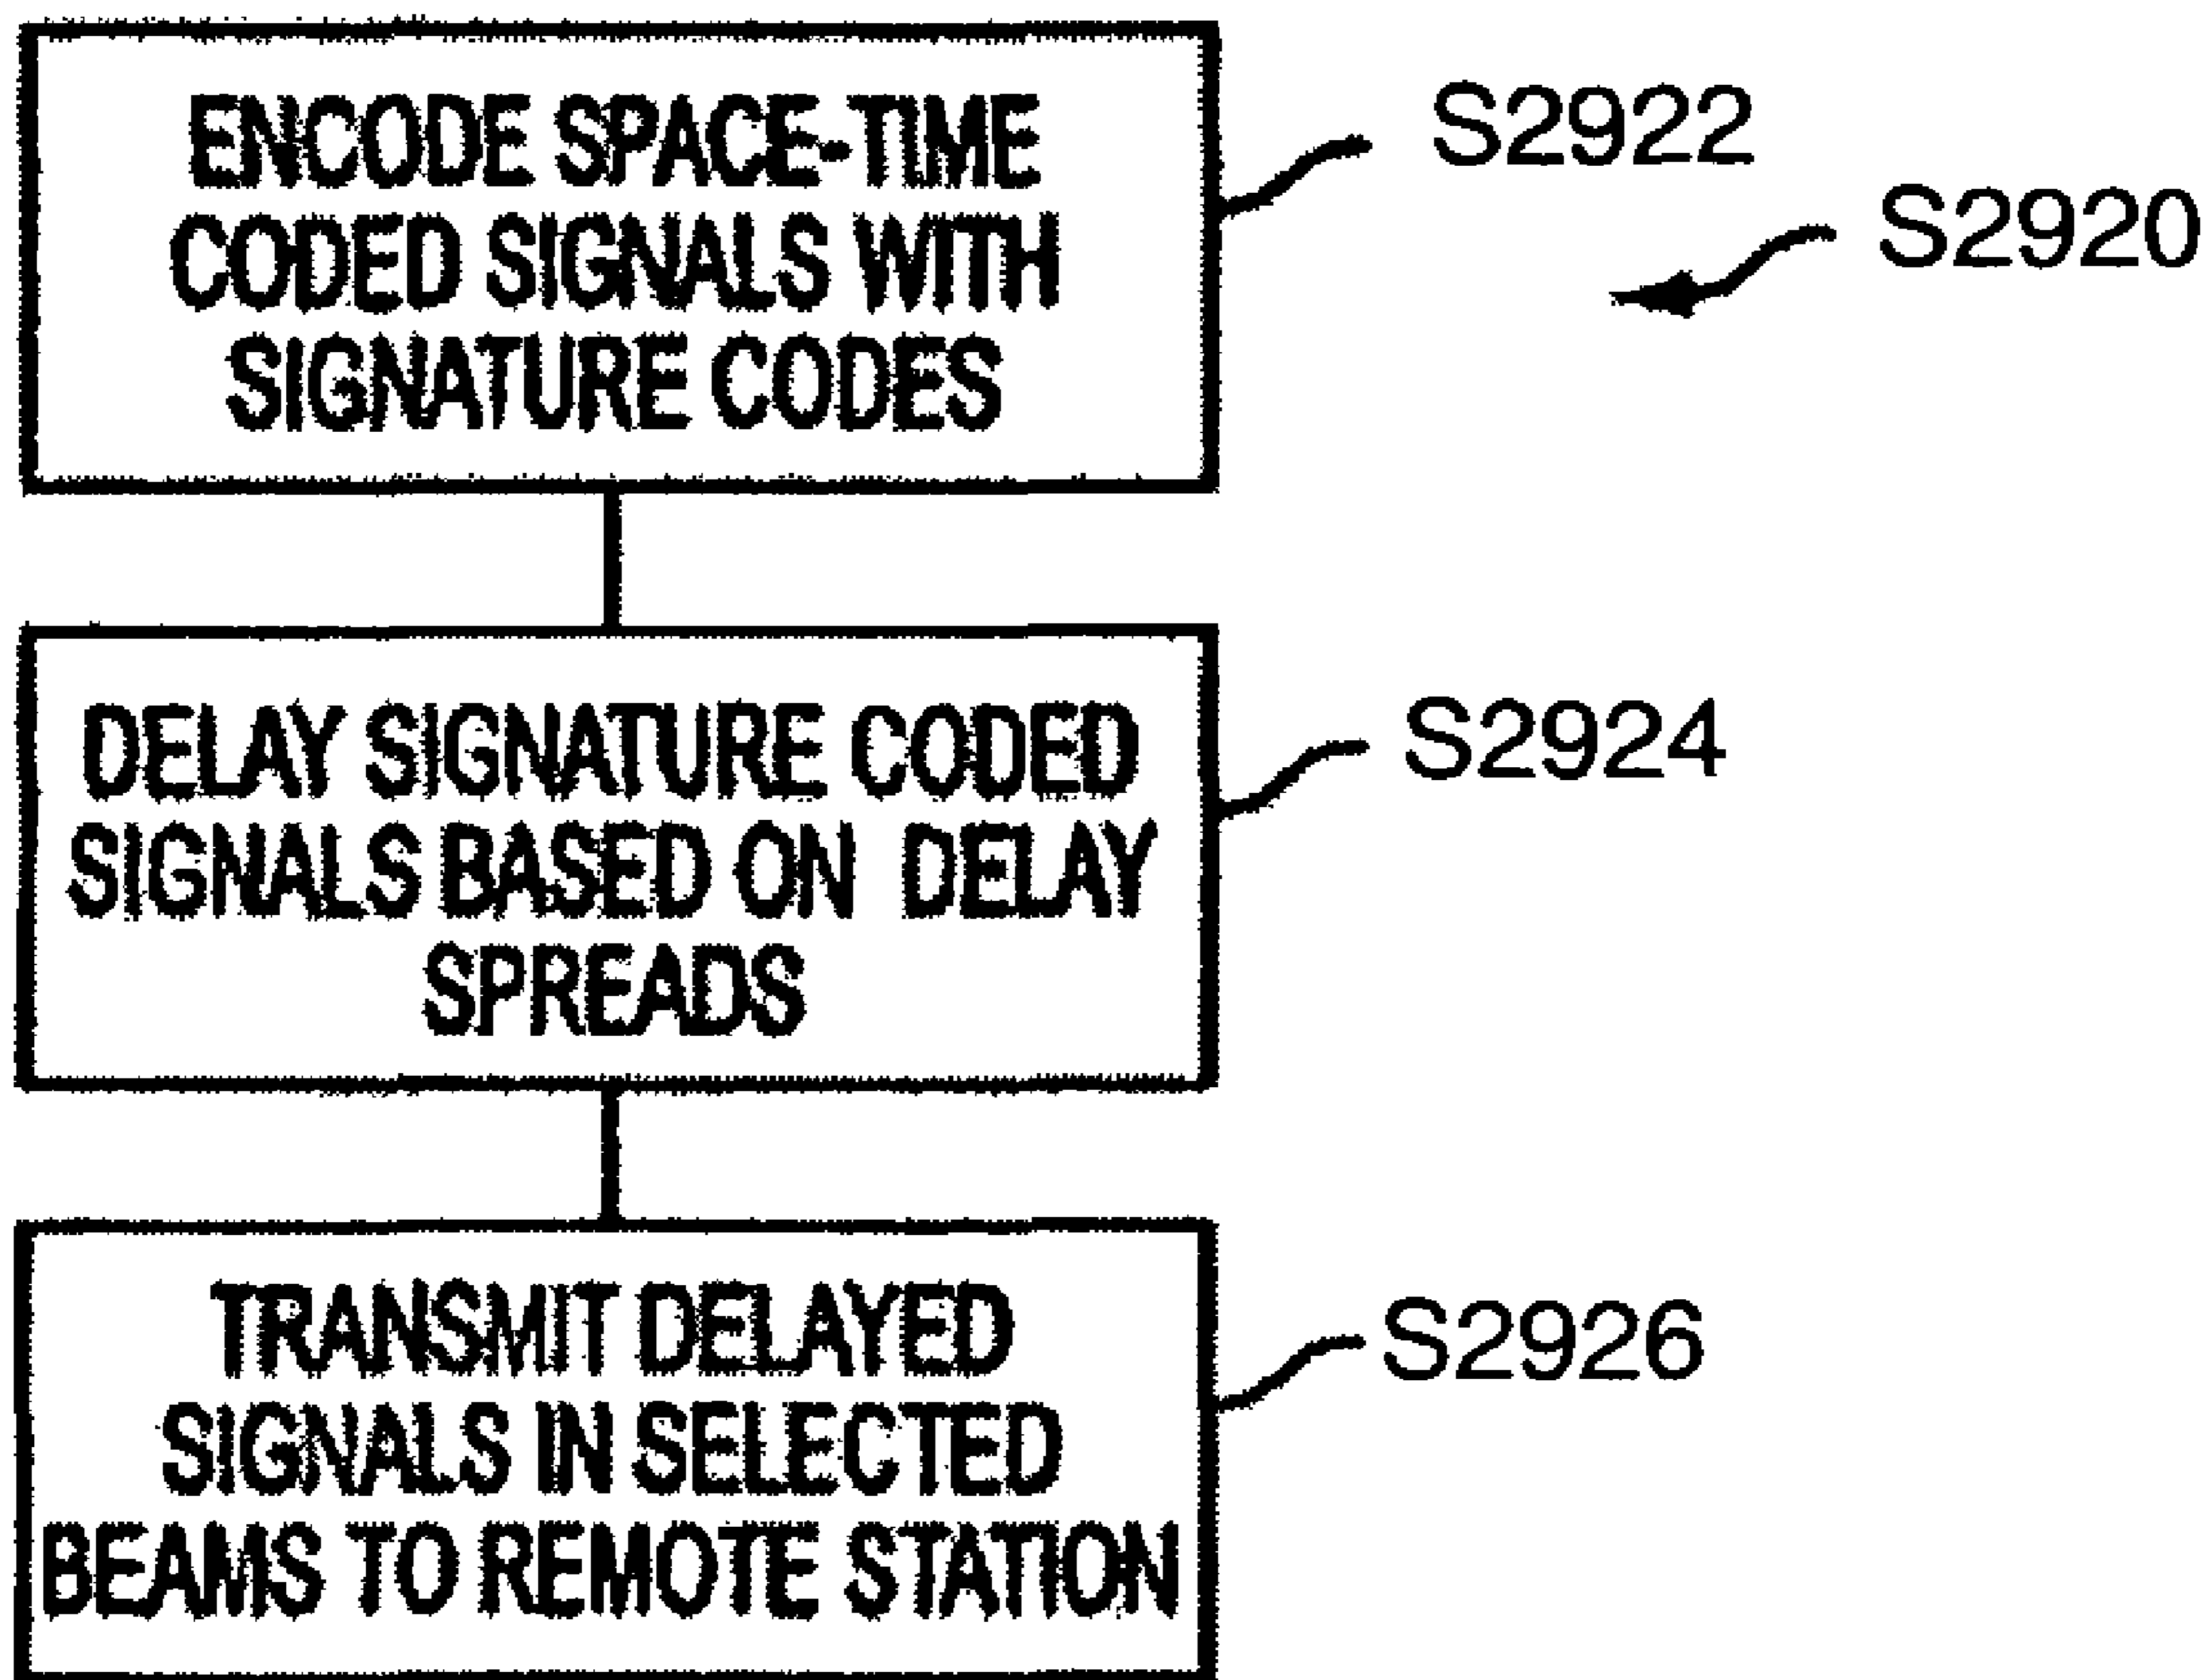 ENCODE SPACE-TIME
CODED SIGNALS WITH
SIGNATURE CODES
S2922
S2920
DELAY SIGNATURE CODED
SIGNALS BASED ON DELAY
SPREADS
S2924
TRANSMIT DELAYED
SIGNALS IN SELECTED
BEAMS TO REMOTE STATION
S2926